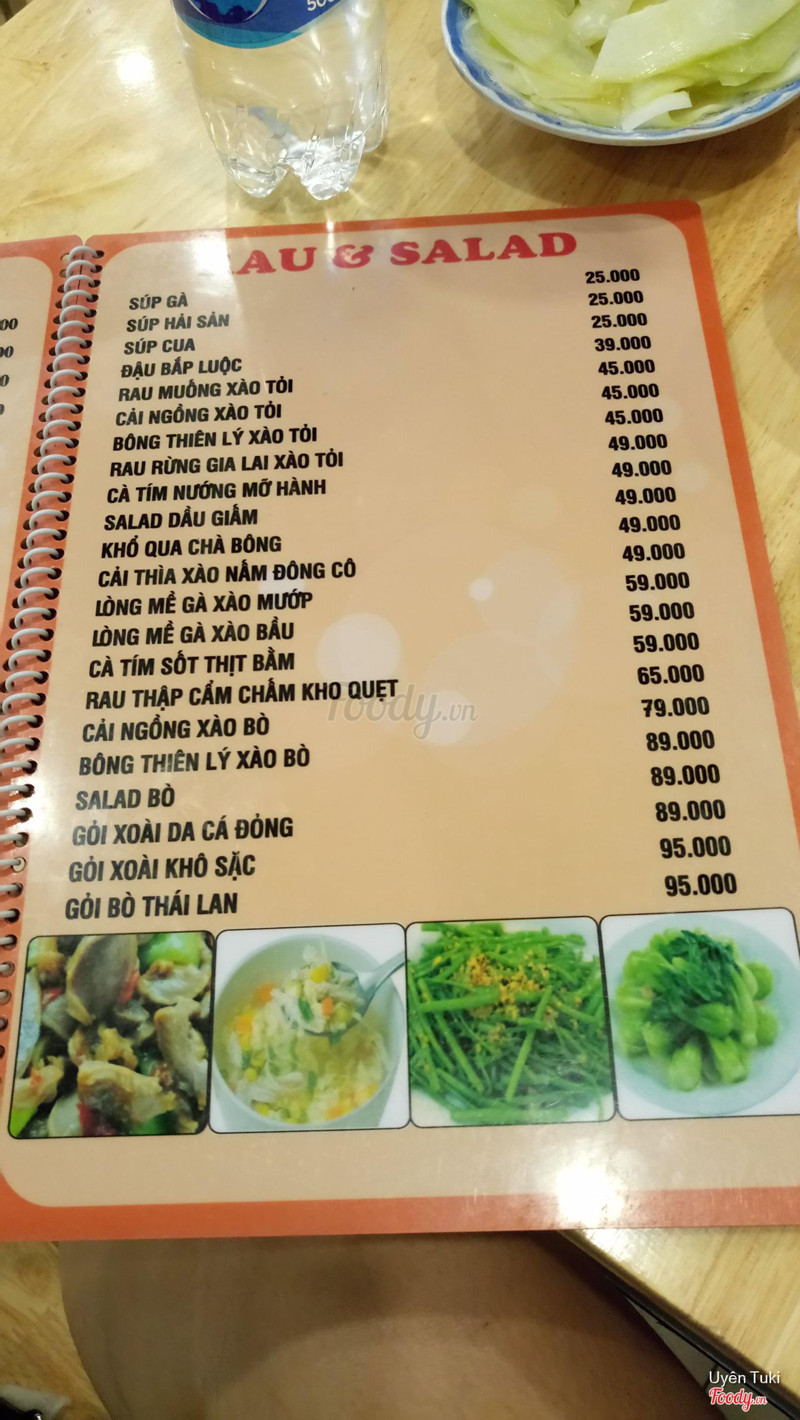 500
RAU & SALAD
SÚP GÀ 25.000
SÚP HẢI SẢN 25.000
SÚP CUA 25.000
ĐẬU BẮP LUỘC 39.000
RAU MUỐNG XÀO TỎI 45.000
CẢI NGỒNG XÀO TỎI 45.000
BÔNG THIÊN LÝ XÀO TỎI 45.000
RAU RỪNG GIA LAI XÀO TỎI 49.000
CÀ TÍM NƯỚNG MỠ HÀNH 49.000
SALAD DẦU GIẤM 49.000
KHỔ QUA CHÀ BÔNG 49.000
CẢI THÌA XÀO NẤM ĐÔNG CÔ 49.000
LÒNG MỀ GÀ XÀO MƯỚP 59.000
LÒNG MỀ GÀ XÀO BẦU 59.000
CÀ TÍM SỐT THỊT BẰM 59.000
RAU THẬP CẨM CHẤM KHO QUẸT 65.000
CẢI NGỒNG XÀO BÒ 79.000
BÔNG THIÊN LÝ XÀO BÒ 89.000
SALAD BÒ 89.000
GỎI XOÀI DA CÁ ĐỎNG 89.000
GỎI XOÀI KHÔ SẶC 95.000
GỎI BÒ THÁI LAN 95.000
foody.vn
Uyên Tuki
Foody.vn